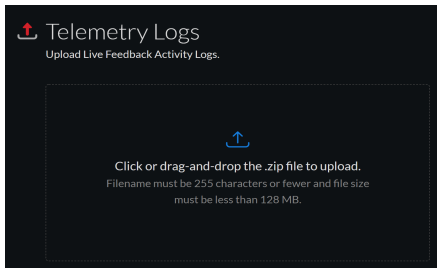 Telemetry Logs
Upload Live Feedback Activity Logs.
Click or drag-and-drop the .zip file to upload.
Filename must be 255 characters or fewer and file size
must be less than 128 MB.